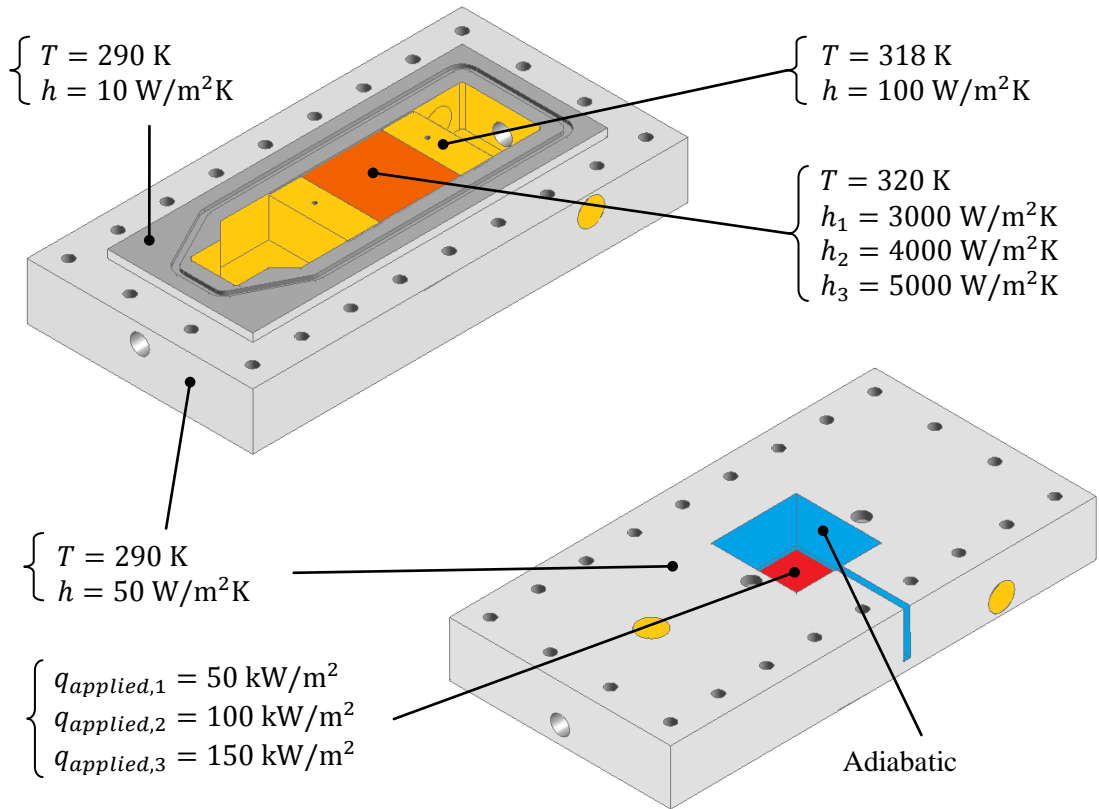 T = 290 K
h = 10 W/m²K
T = 318 K
h = 100 W/m²K
T = 320 K
h₁ = 3000 W/m²K
h₂ = 4000 W/m²K
h₃ = 5000 W/m²K
T = 290 K
h = 50 W/m²K
q_applied,1 = 50 kW/m²
q_applied,2 = 100 kW/m²
q_applied,3 = 150 kW/m²
Adiabatic